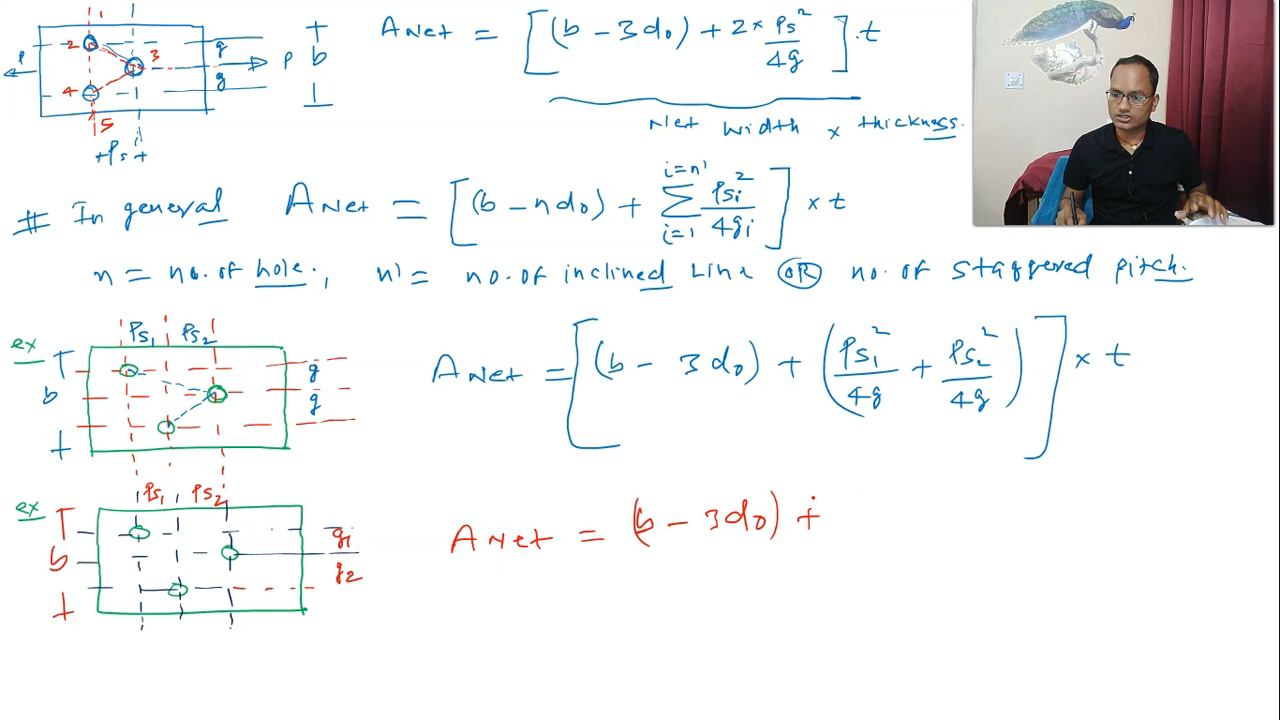 1
2
3
4
5
P
P
g
g
b
Ps
ANet = [(b - 3d₀) + 2 × Ps²/4g] . t
Net width × thickness.
# In general ANet = [(b - nd₀) + Σ_{i=1}^{i=n'} Psi²/4gi] × t
n = no. of hole., n' = no. of inclined Line OR no. of staggered pitch.
ex
Ps₁ Ps₂
b
g
g
ANet = [(b - 3d₀) + (Ps₁²/4g + Ps₂²/4g)] × t
ex
Ps₁ Ps₂
b
g₁
g₂
ANet = (b - 3d₀) +